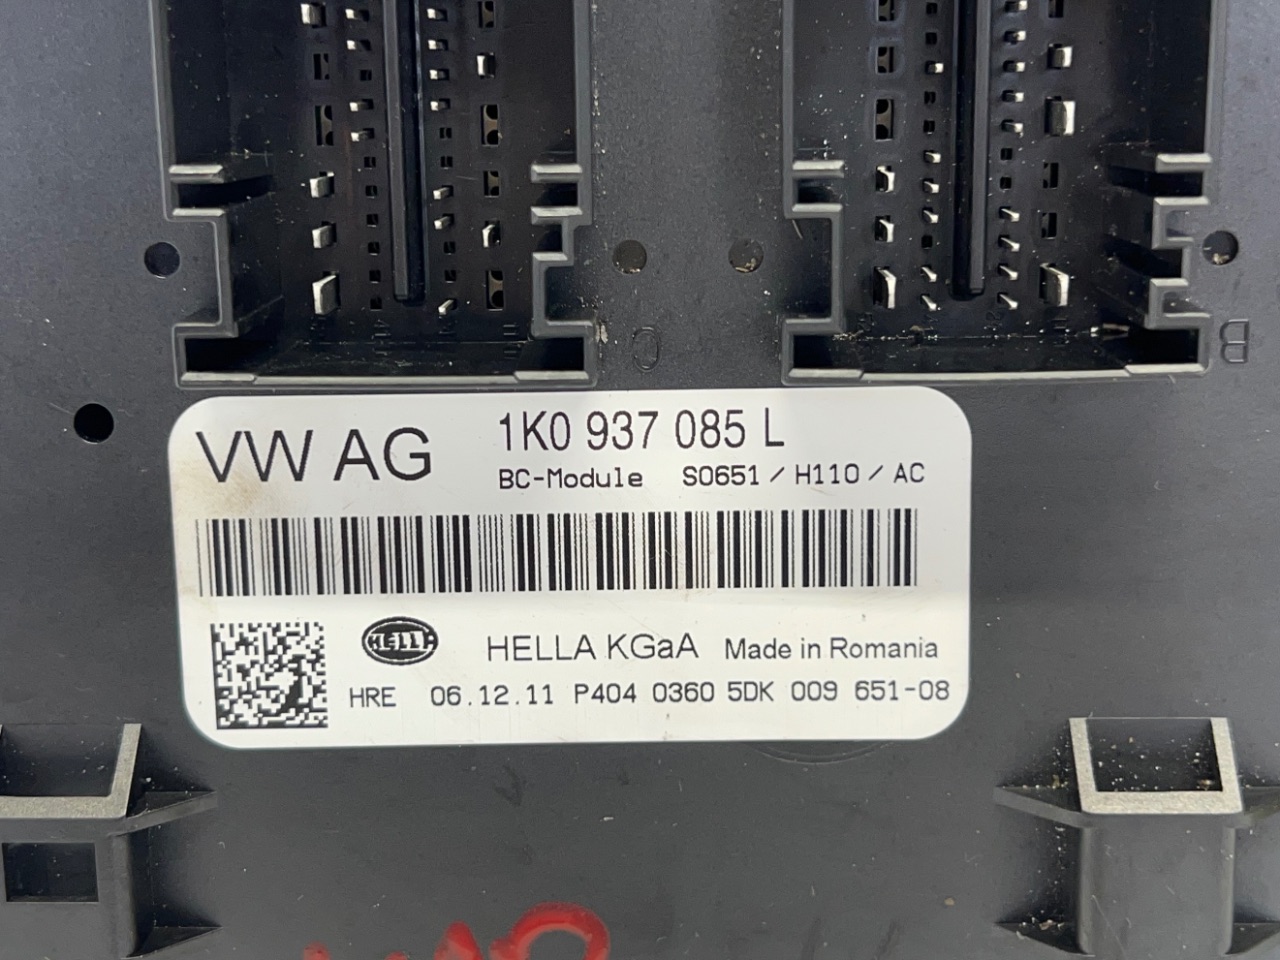 C
B
VW AG
1K0 937 085 L
BC-Module S0651 / H110 / AC
HELLA
HELLA KGaA Made in Romania
HRE 06.12.11 P404 0360 5DK 009 651-08